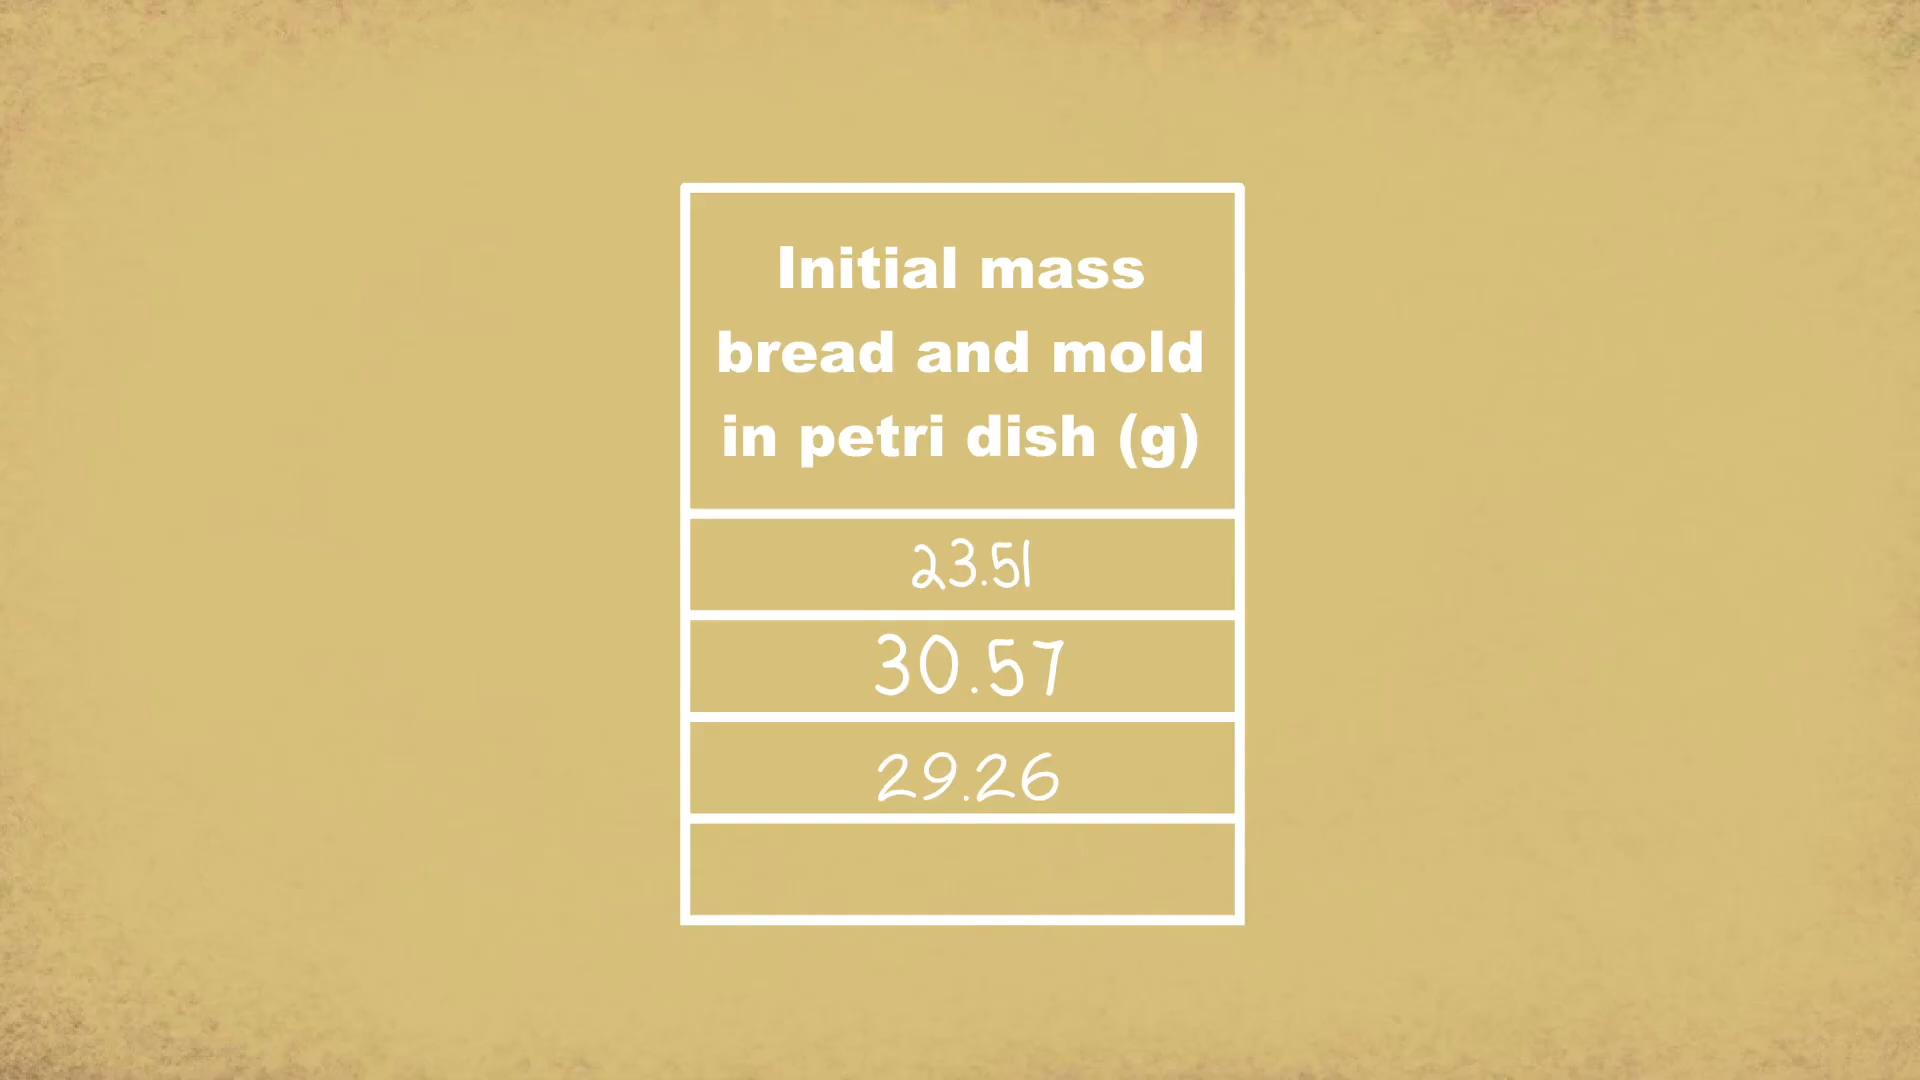 Initial mass
bread and mold
in petri dish (g)
23.51
30.57
29.26